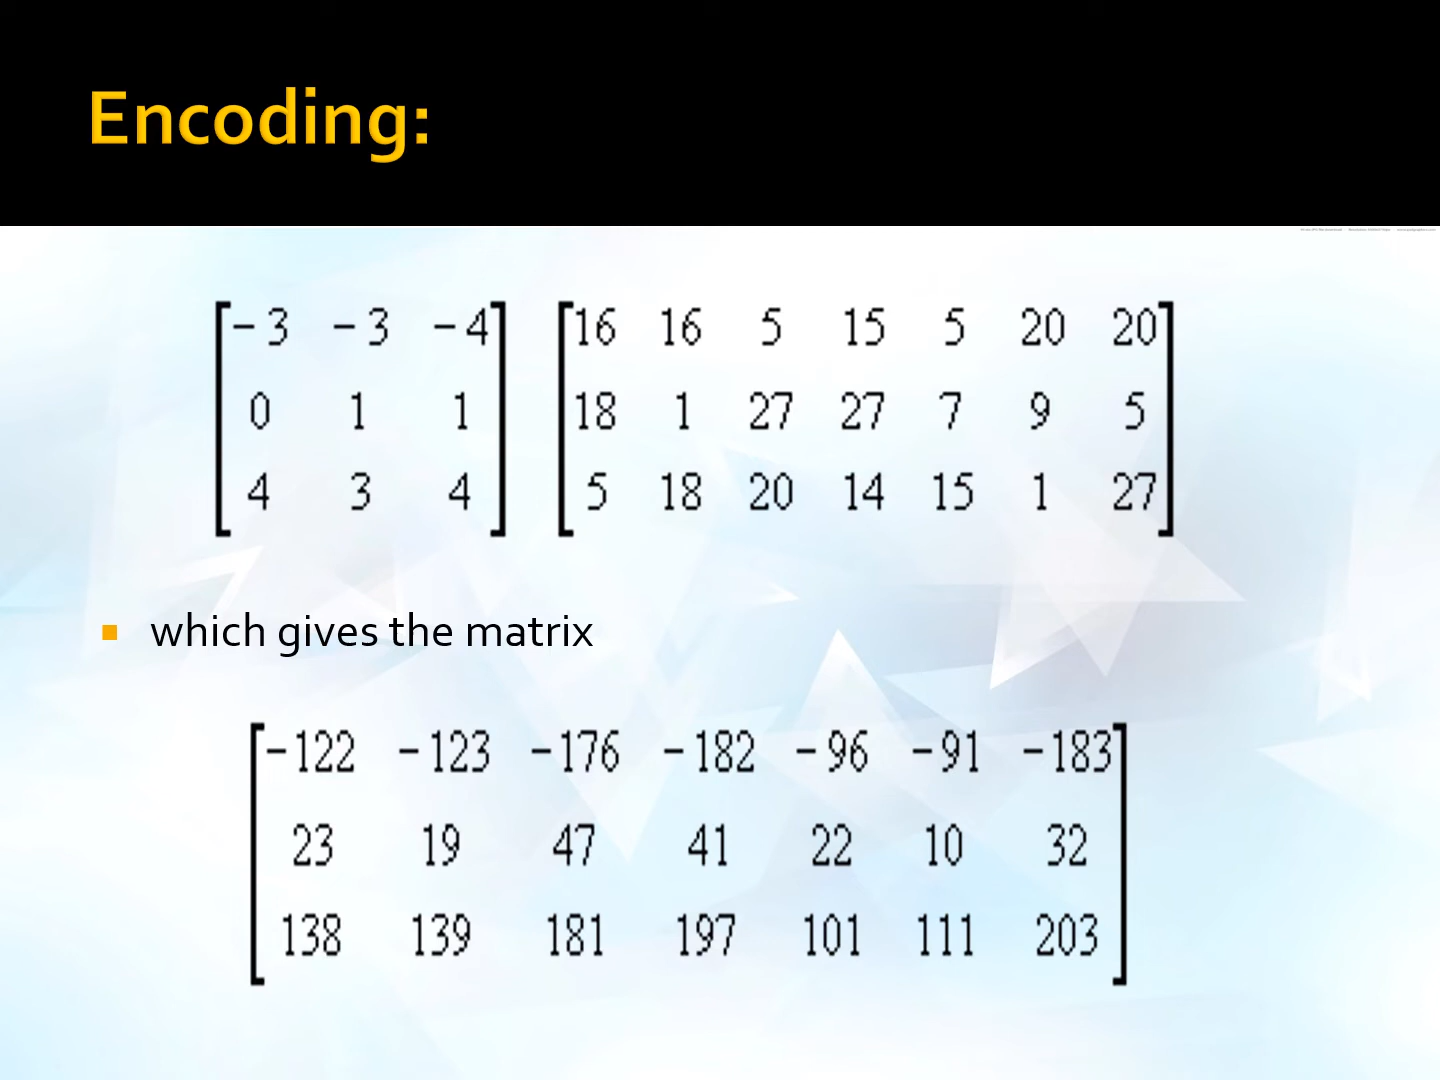 Encoding:
-3 -3 -4 16 16 5 15 5 20 20
0 1 1 18 1 27 27 7 9 5
4 3 4 5 18 20 14 15 1 27
which gives the matrix
-122 -123 -176 -182 -96 -91 -183
23 19 47 41 22 10 32
138 139 181 197 101 111 203